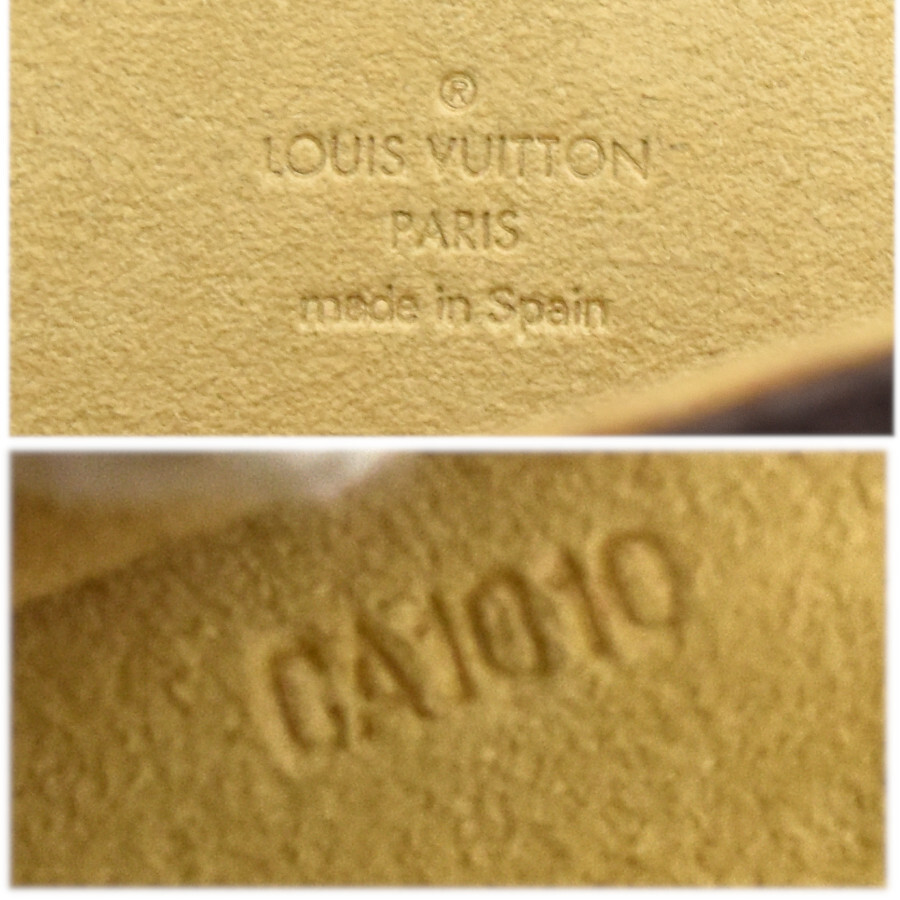 ®
LOUIS VUITTON
PARIS
made in Spain
CA1010